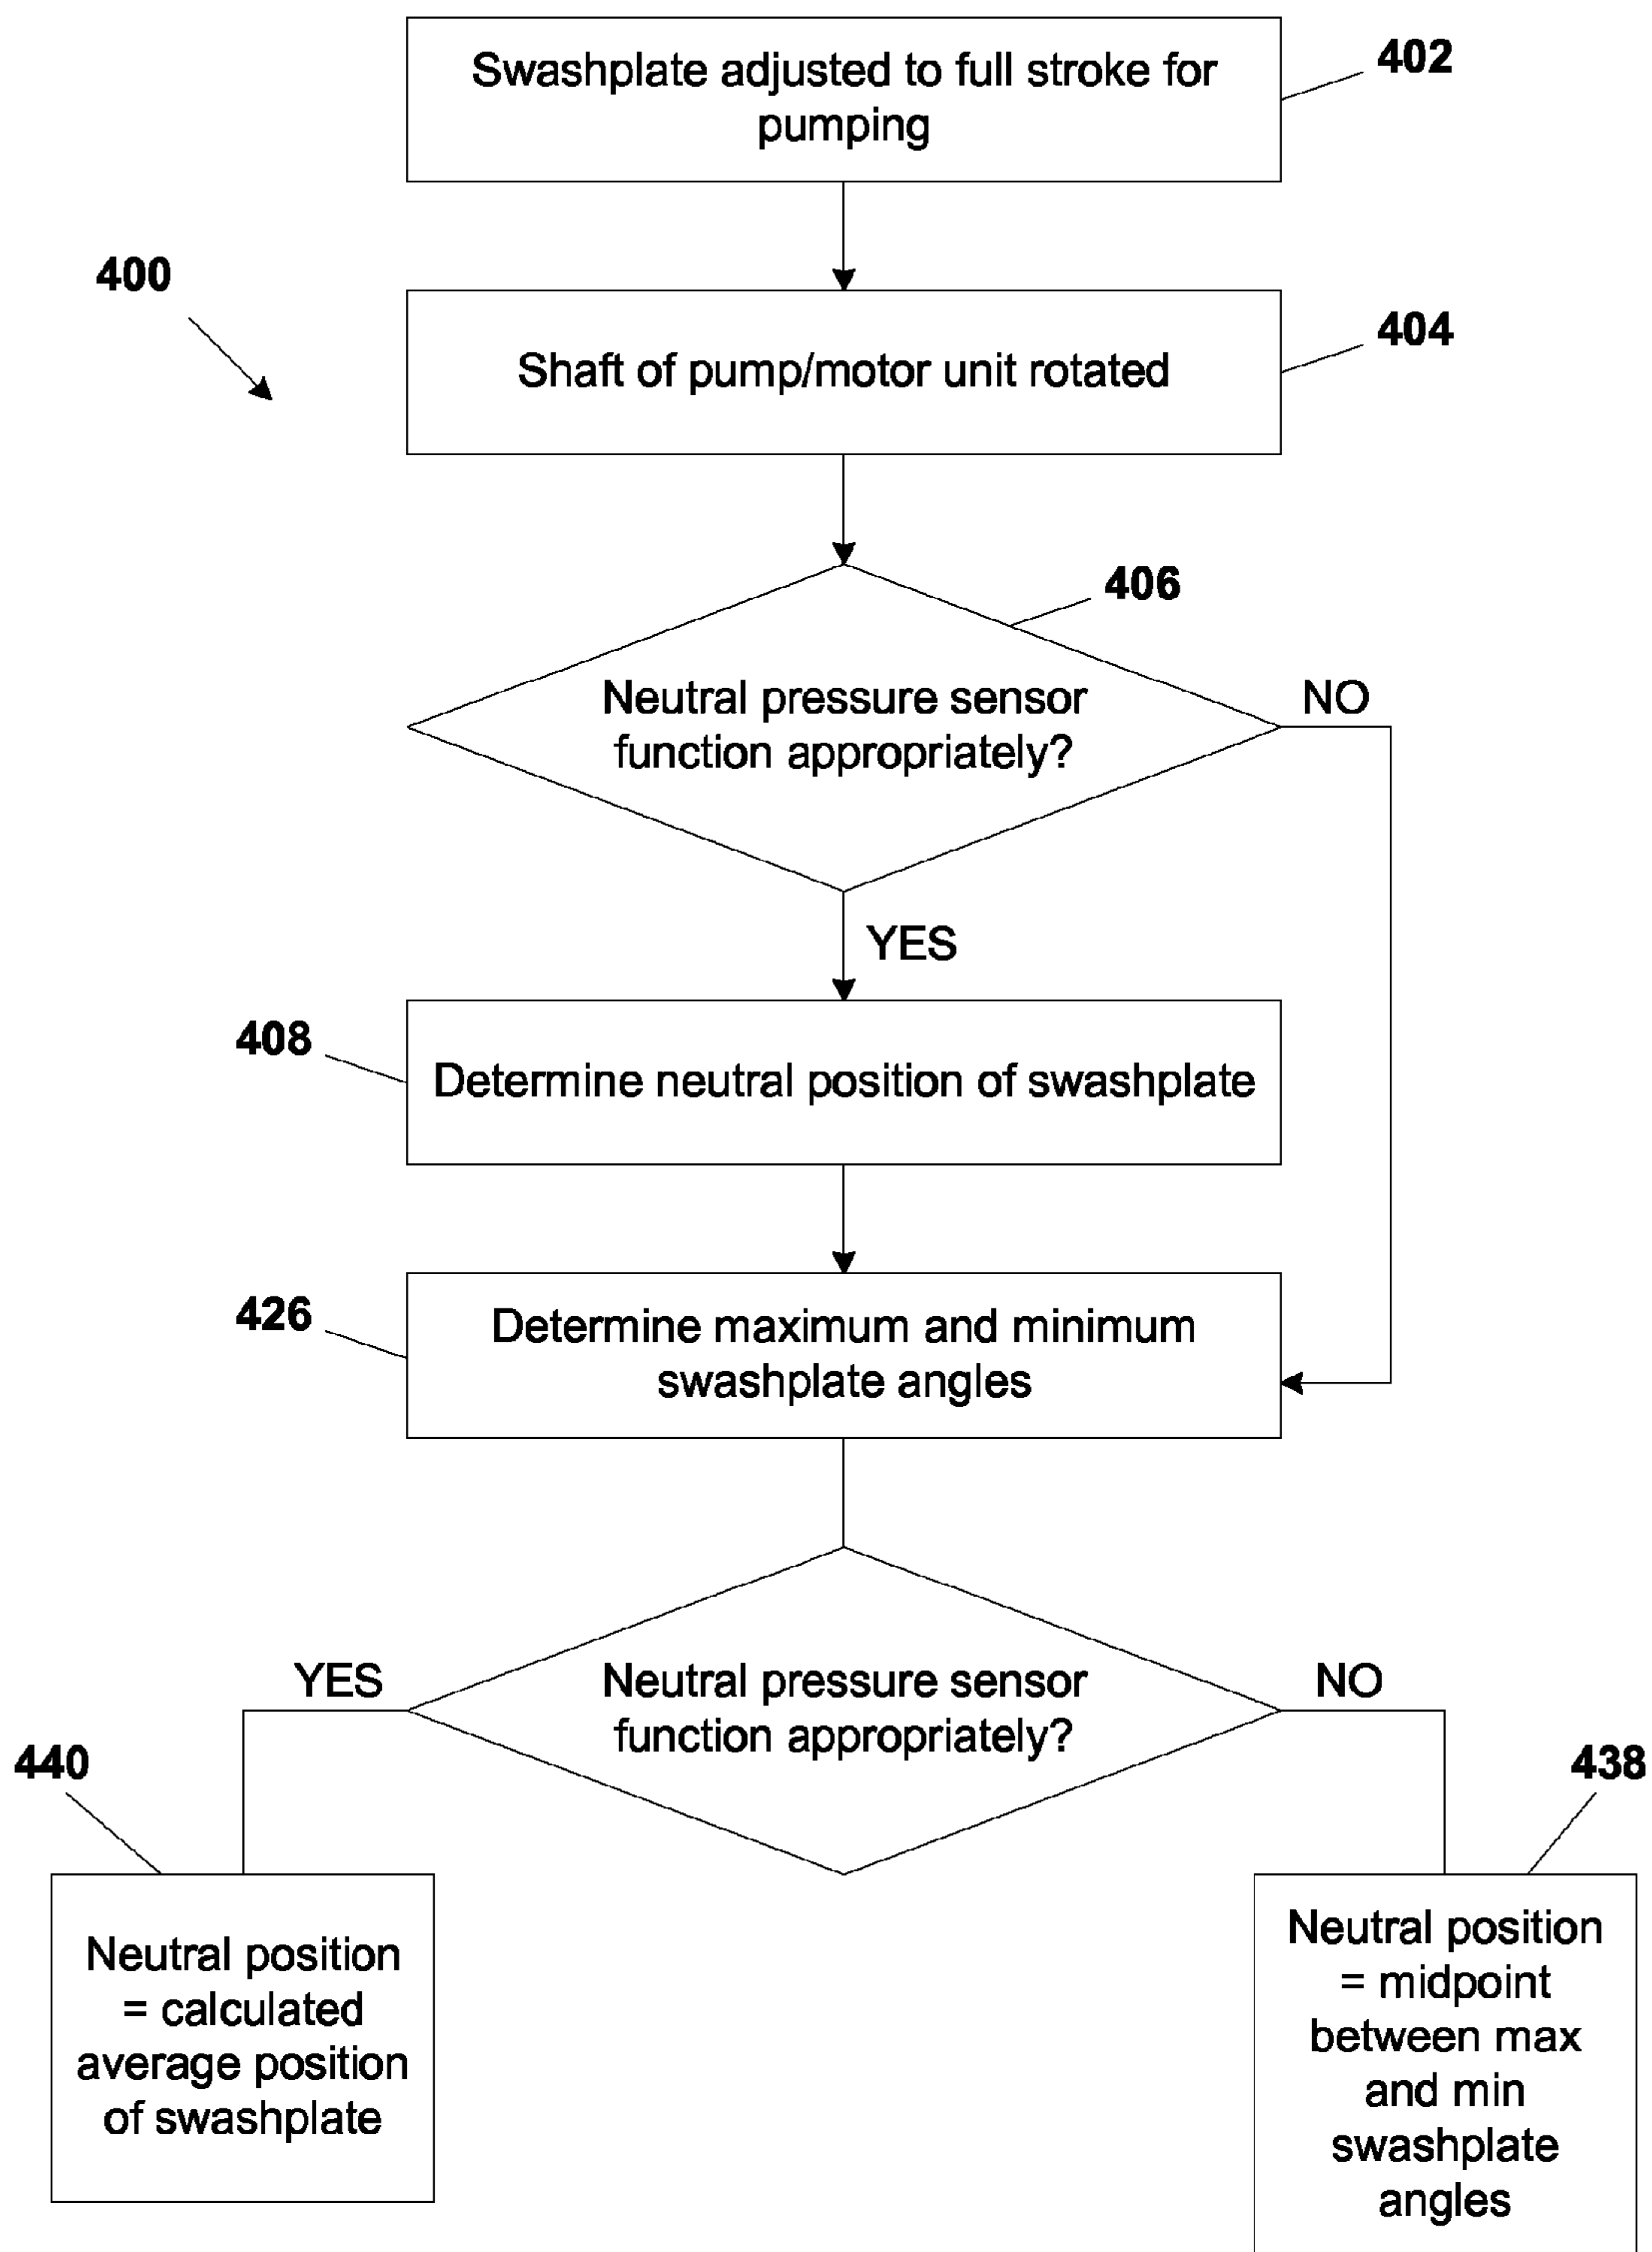 Swashplate adjusted to full stroke for
pumping
402
400
Shaft of pump/motor unit rotated
404
406
Neutral pressure sensor
function appropriately?
NO
YES
408
Determine neutral position of swashplate
426
Determine maximum and minimum
swashplate angles
YES
Neutral pressure sensor
function appropriately?
NO
440
438
Neutral position
= calculated
average position
of swashplate
Neutral position
= midpoint
between max
and min
swashplate
angles